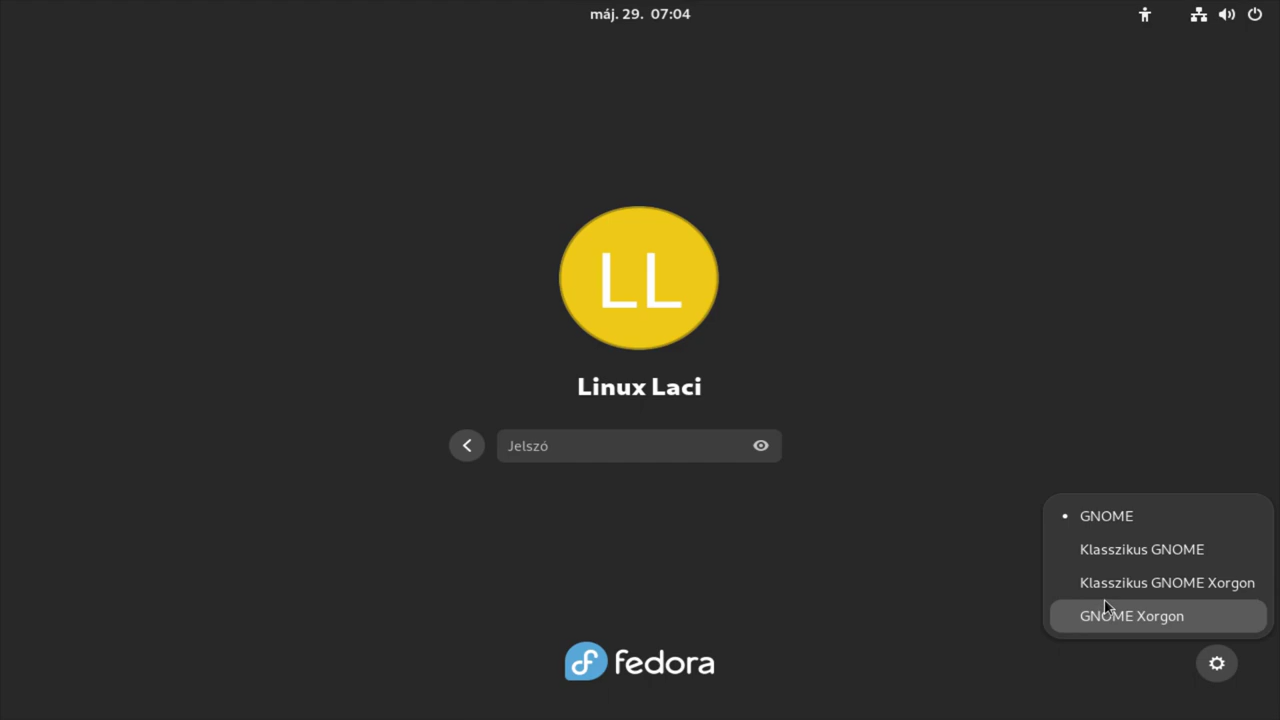 máj. 29. 07:04
LL
Linux Laci
Jelszó
GNOME
Klasszikus GNOME
Klasszikus GNOME Xorgon
GNOME Xorgon
fedora